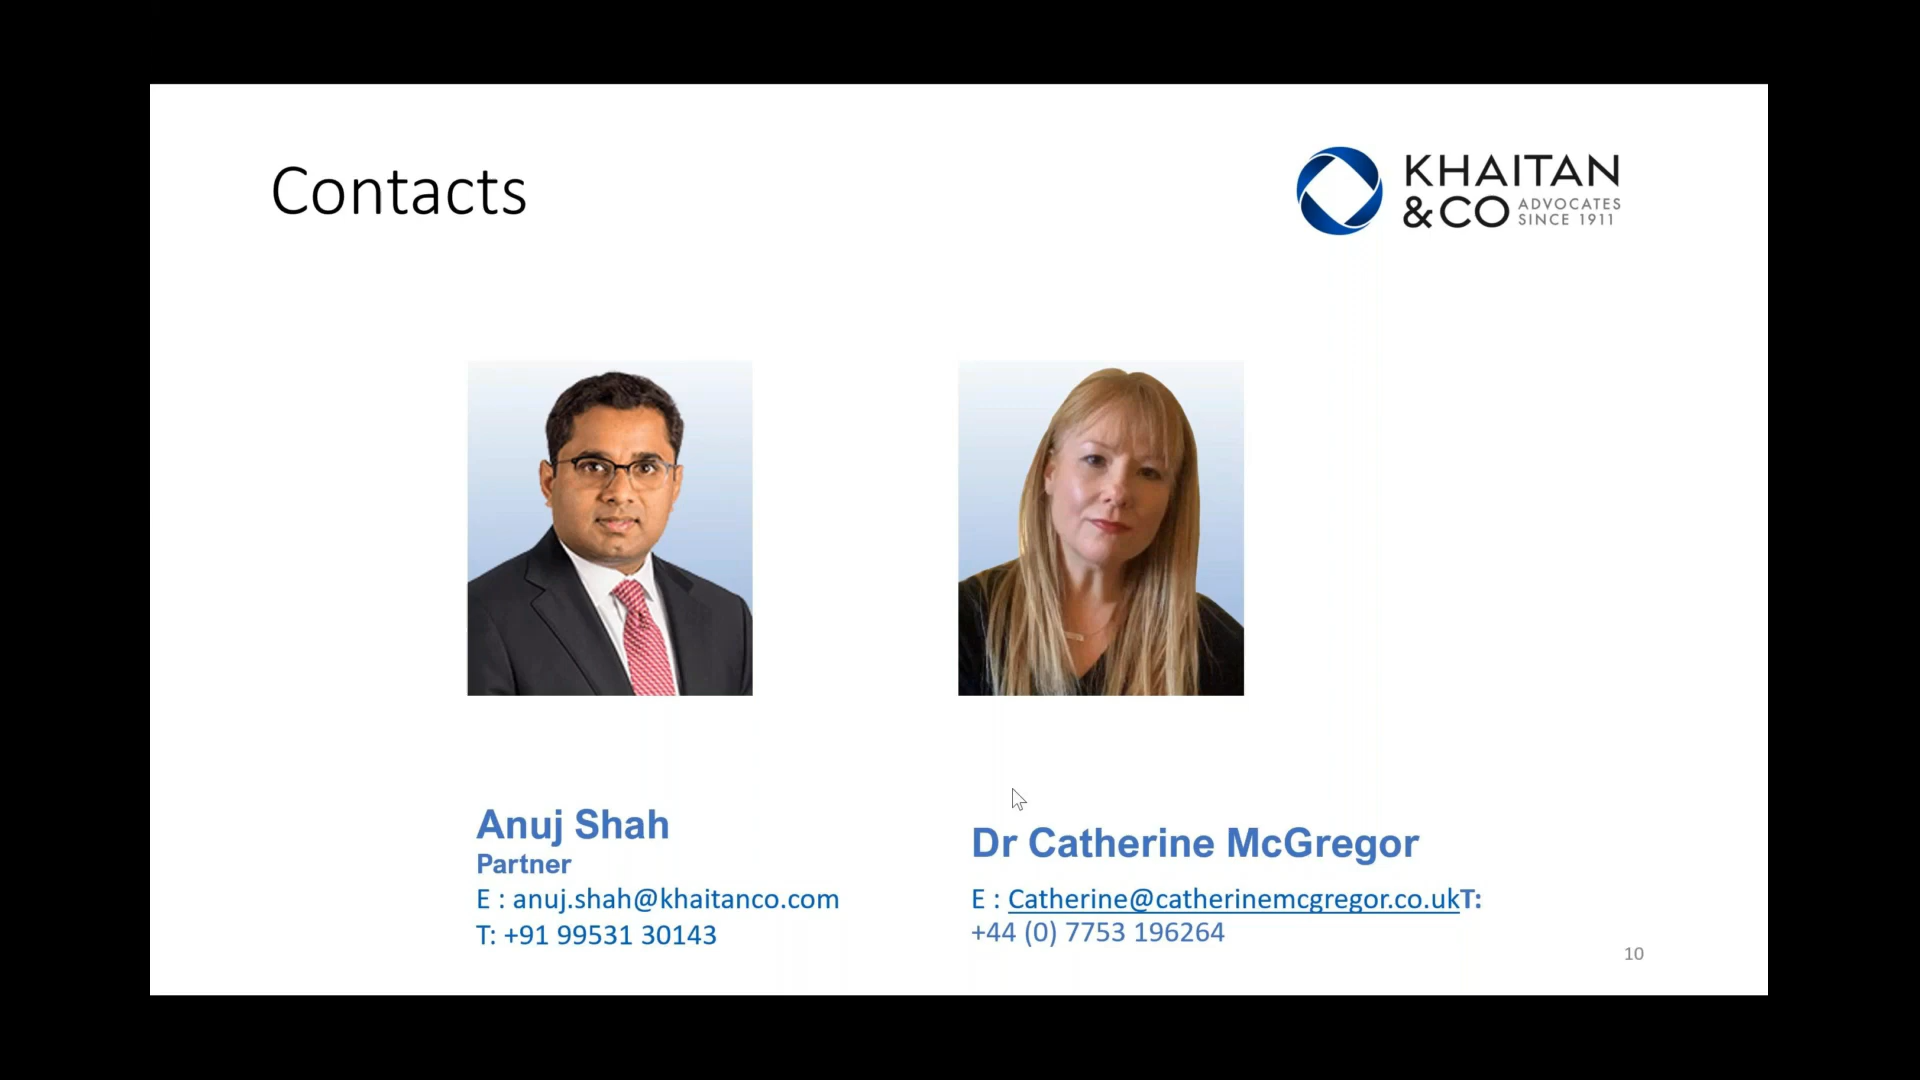 Contacts
KHAITAN
&CO ADVOCATES
SINCE 1911
Anuj Shah
Partner
E : anuj.shah@khaitanco.com
T: +91 99531 30143
Dr Catherine McGregor
E : Catherine@catherinemcgregor.co.ukT:
+44 (0) 7753 196264
10